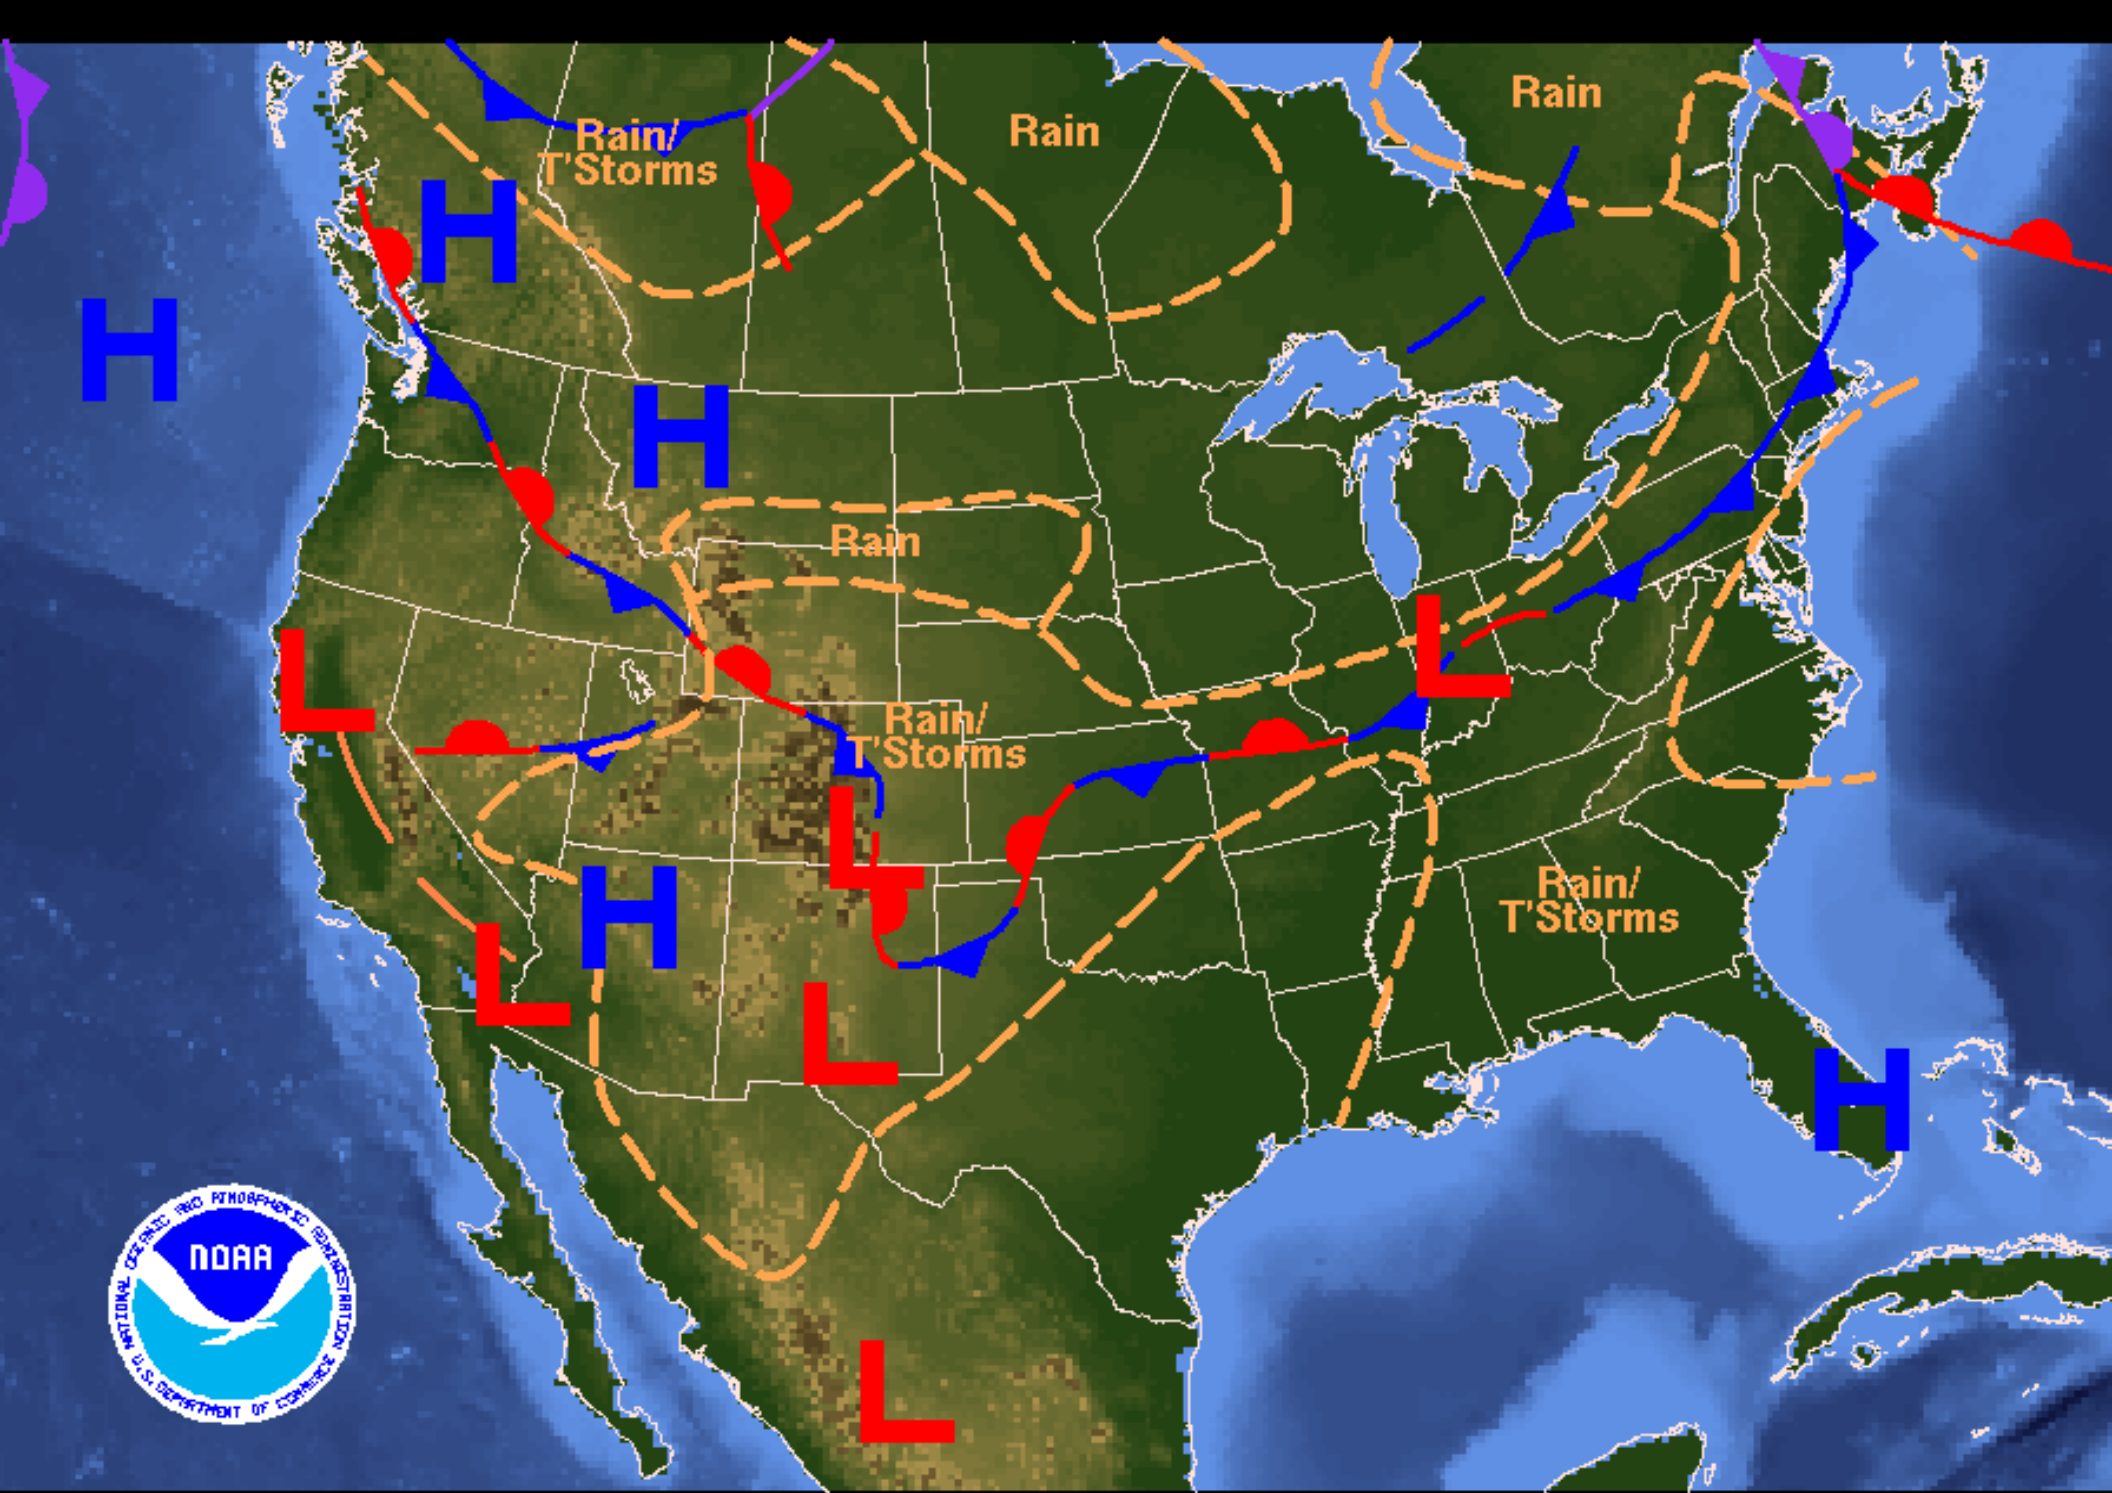 Rain
Rain
Rain/
T'Storms
H
H
H
Rain
L
L
Rain/
T'Storms
L
Rain/
T'Storms
H
L
L
H
NATIONAL OCEANIC AND ATMOSPHERIC ADMINISTRATION
NOAA
U.S. DEPARTMENT OF COMMERCE
L